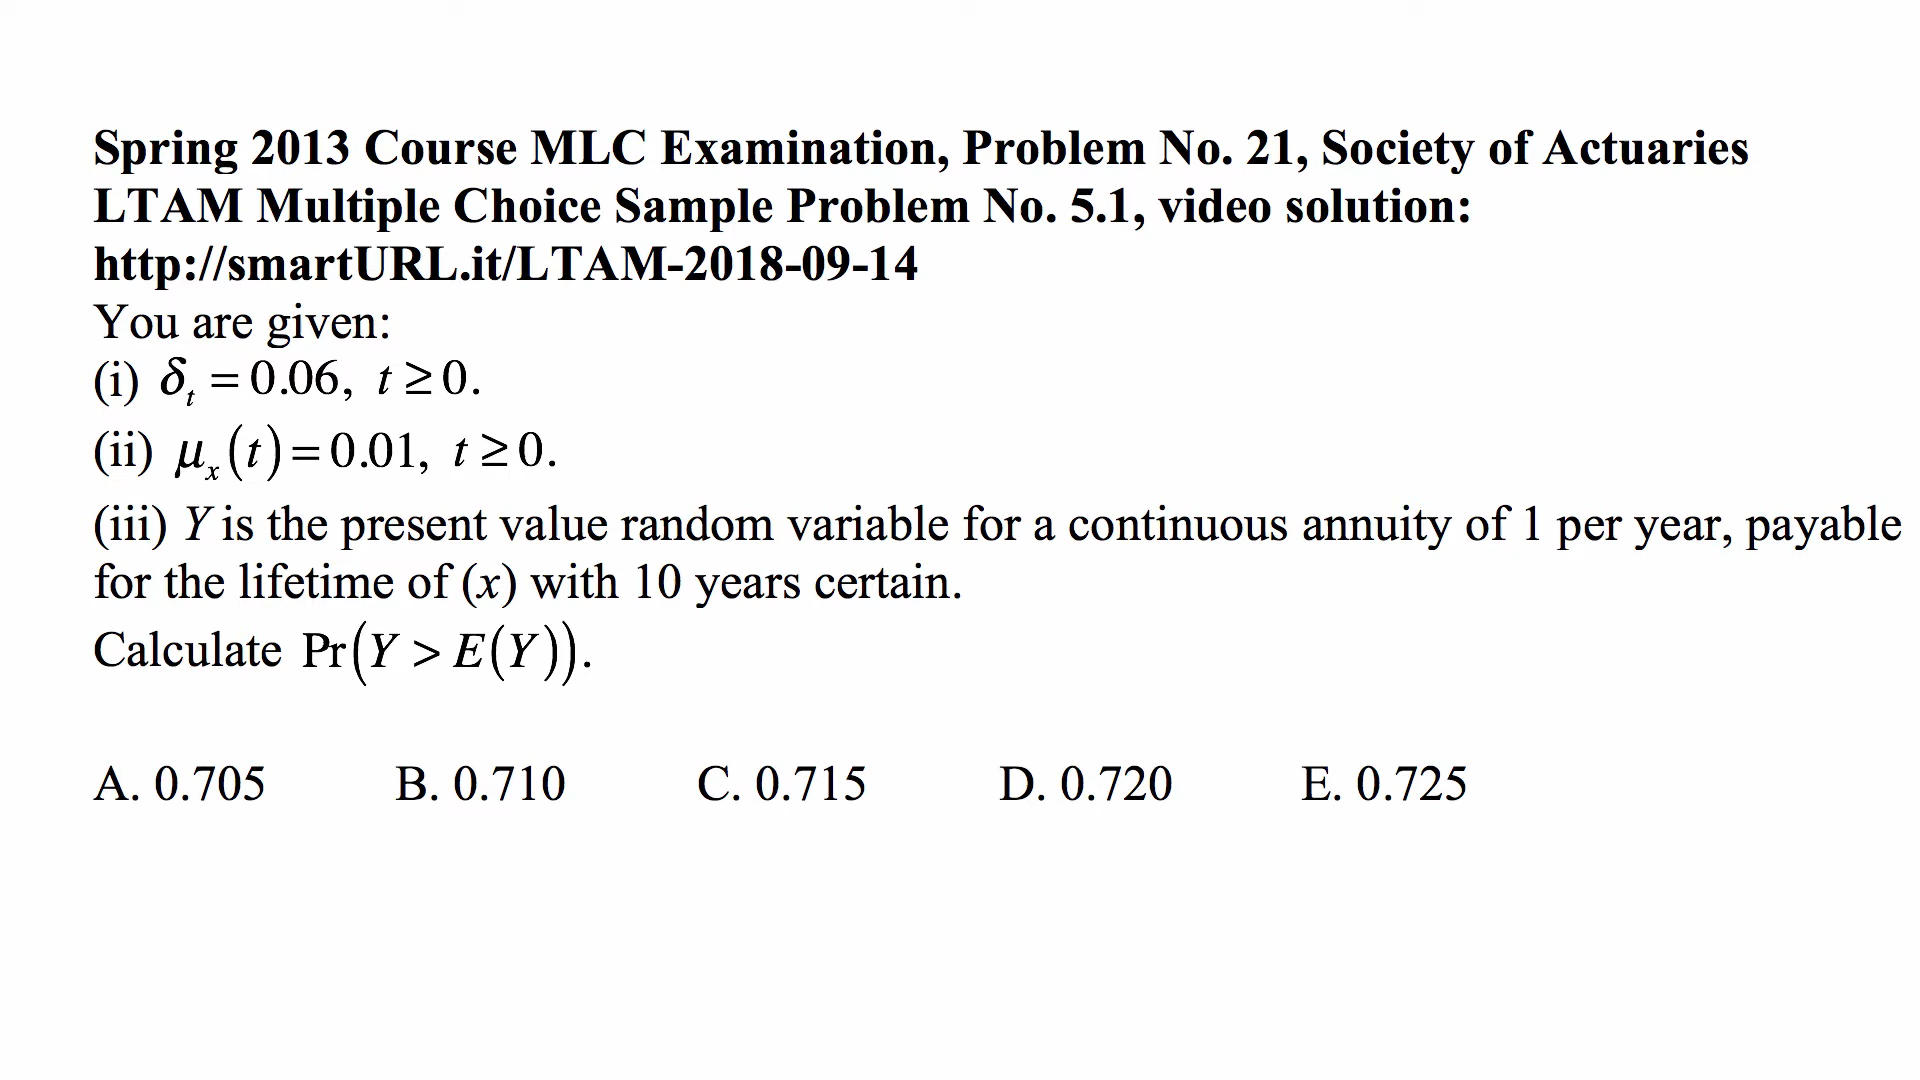 Spring 2013 Course MLC Examination, Problem No. 21, Society of Actuaries
LTAM Multiple Choice Sample Problem No. 5.1, video solution:
http://smartURL.it/LTAM-2018-09-14
You are given:
(i) δₜ = 0.06, t ≥ 0.
(ii) μₓ(t) = 0.01, t ≥ 0.
(iii) Y is the present value random variable for a continuous annuity of 1 per year, payable
for the lifetime of (x) with 10 years certain.
Calculate Pr(Y > E(Y)).
A. 0.705 B. 0.710 C. 0.715 D. 0.720 E. 0.725